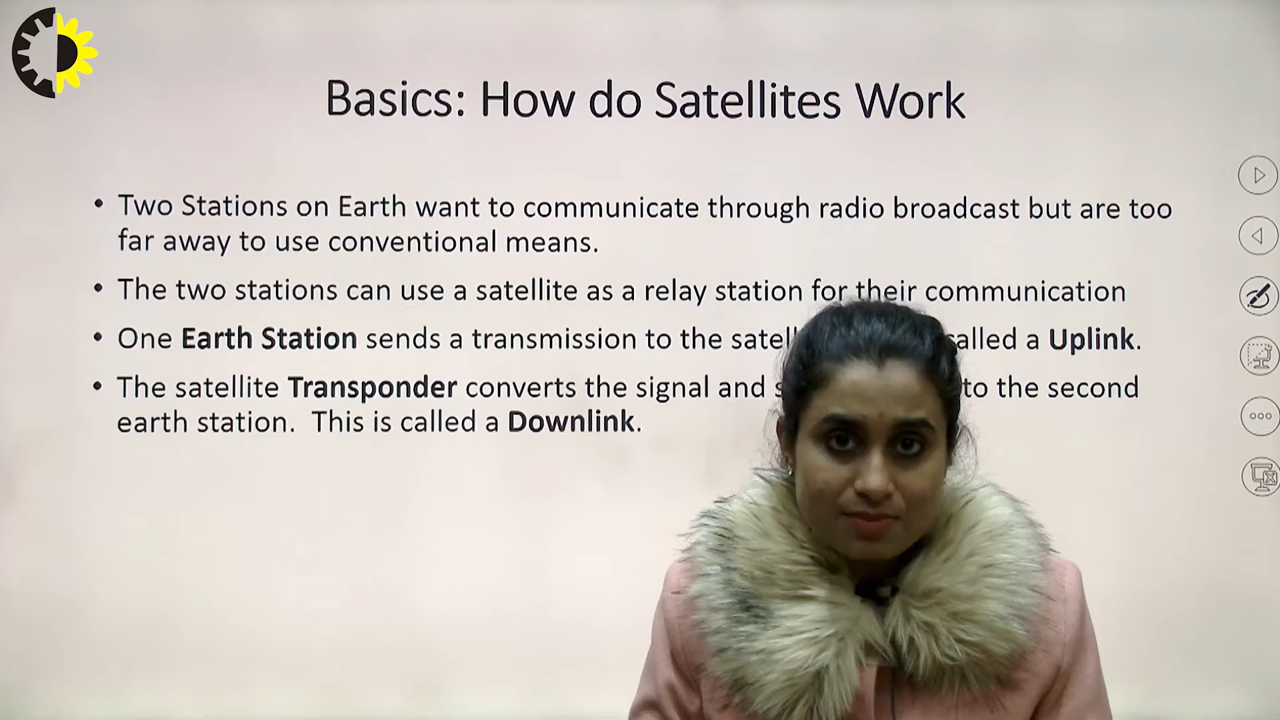 Basics: How do Satellites Work
• Two Stations on Earth want to communicate through radio broadcast but are too
far away to use conventional means.
• The two stations can use a satellite as a relay station for their communication
• One Earth Station sends a transmission to the called a Uplink.
• The satellite Transponder converts the signal and to the second
earth station. This is called a Downlink.